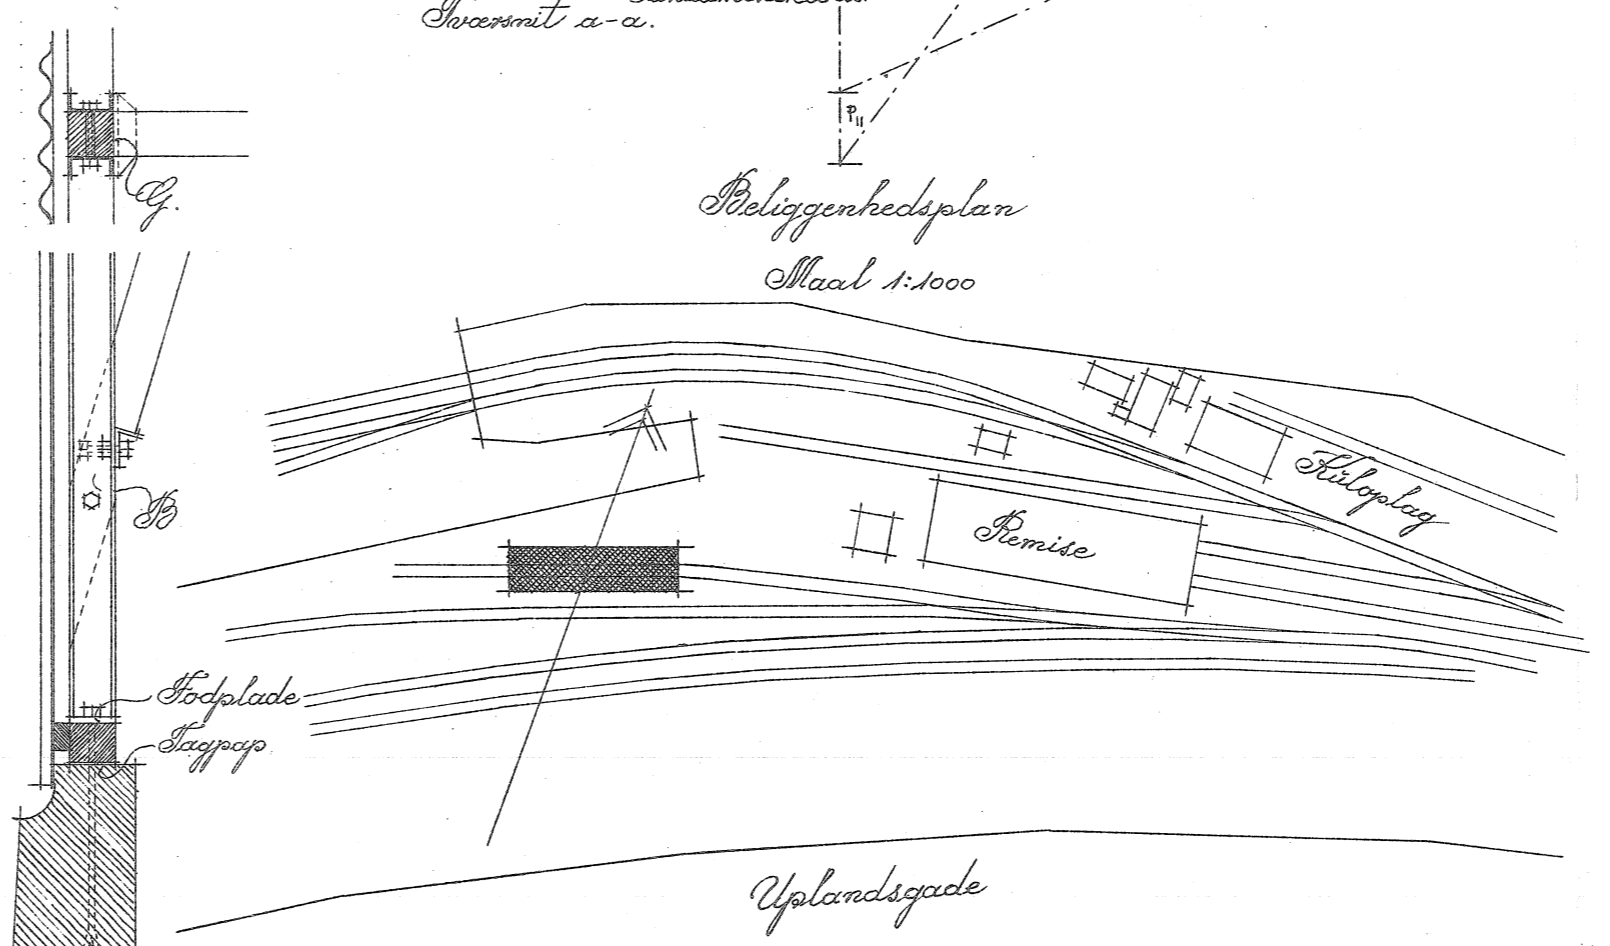 Tværsnit a-a.
P11
G.
Beliggenhedsplan
Maal 1:1000
Kuloplag
B
Remise
Fodplade
Tagpap
Uplandsgade